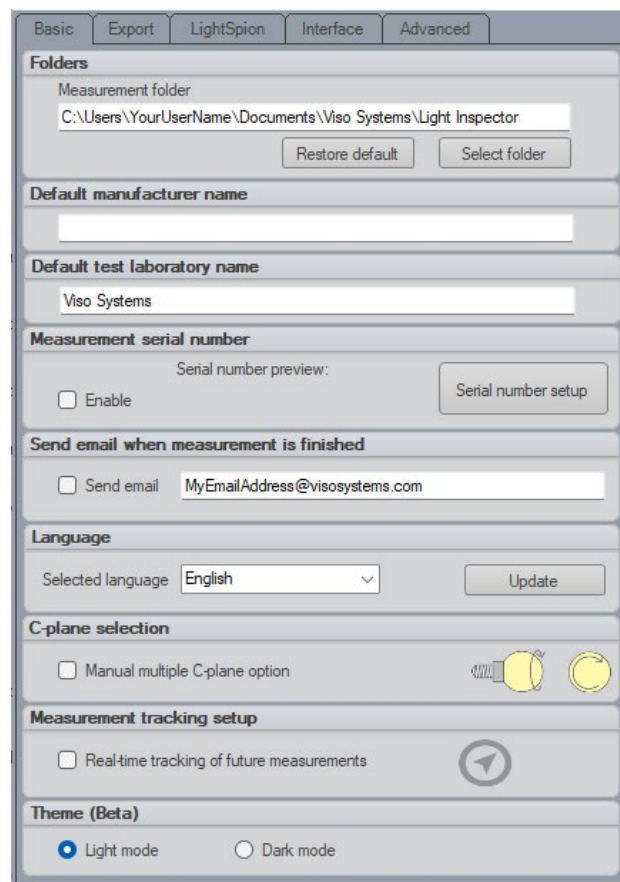 Basic Export LightSpion Interface Advanced
Folders
Measurement folder
C:\Users\YourUserName\Documents\Viso Systems\Light Inspector
Restore default Select folder
Default manufacturer name
Default test laboratory name
Viso Systems
Measurement serial number
Serial number preview:
Enable Serial number setup
Send email when measurement is finished
Send email MyEmailAddress@visosystems.com
Language
Selected language English Update
C-plane selection
Manual multiple C-plane option
Measurement tracking setup
Real-time tracking of future measurements
Theme (Beta)
Light mode Dark mode